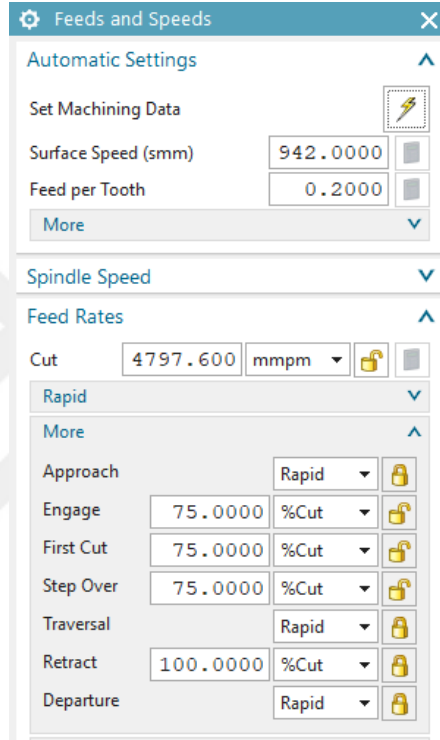 Feeds and Speeds
Automatic Settings
Set Machining Data
Surface Speed (smm) 942.0000
Feed per Tooth 0.2000
More
Spindle Speed
Feed Rates
Cut 4797.600 mmpm
Rapid
More
Approach Rapid
Engage 75.0000 %Cut
First Cut 75.0000 %Cut
Step Over 75.0000 %Cut
Traversal Rapid
Retract 100.0000 %Cut
Departure Rapid